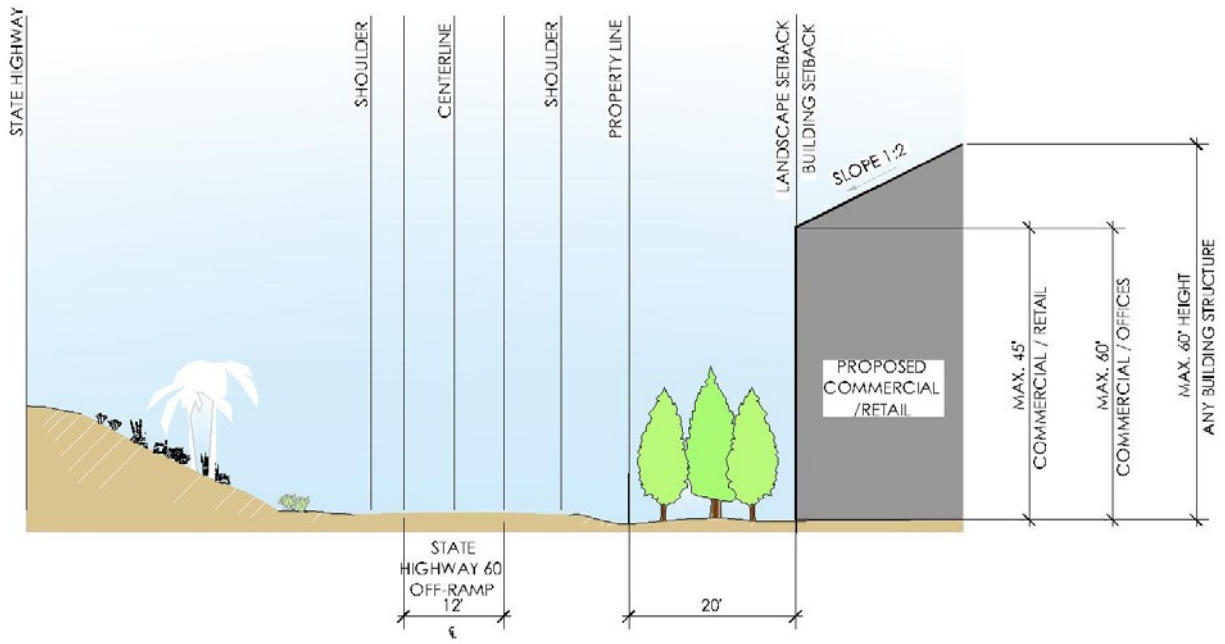 STATE HIGHWAY
SHOULDER
CENTERLINE
SHOULDER
PROPERTY LINE
LANDSCAPE SETBACK
BUILDING SETBACK
SLOPE 1:2
PROPOSED
COMMERCIAL
/RETAIL
MAX. 45'
COMMERCIAL / RETAIL
MAX. 60'
COMMERCIAL / OFFICES
MAX. 60' HEIGHT
ANY BUILDING STRUCTURE
STATE
HIGHWAY 60
OFF-RAMP
12'
℄
20'